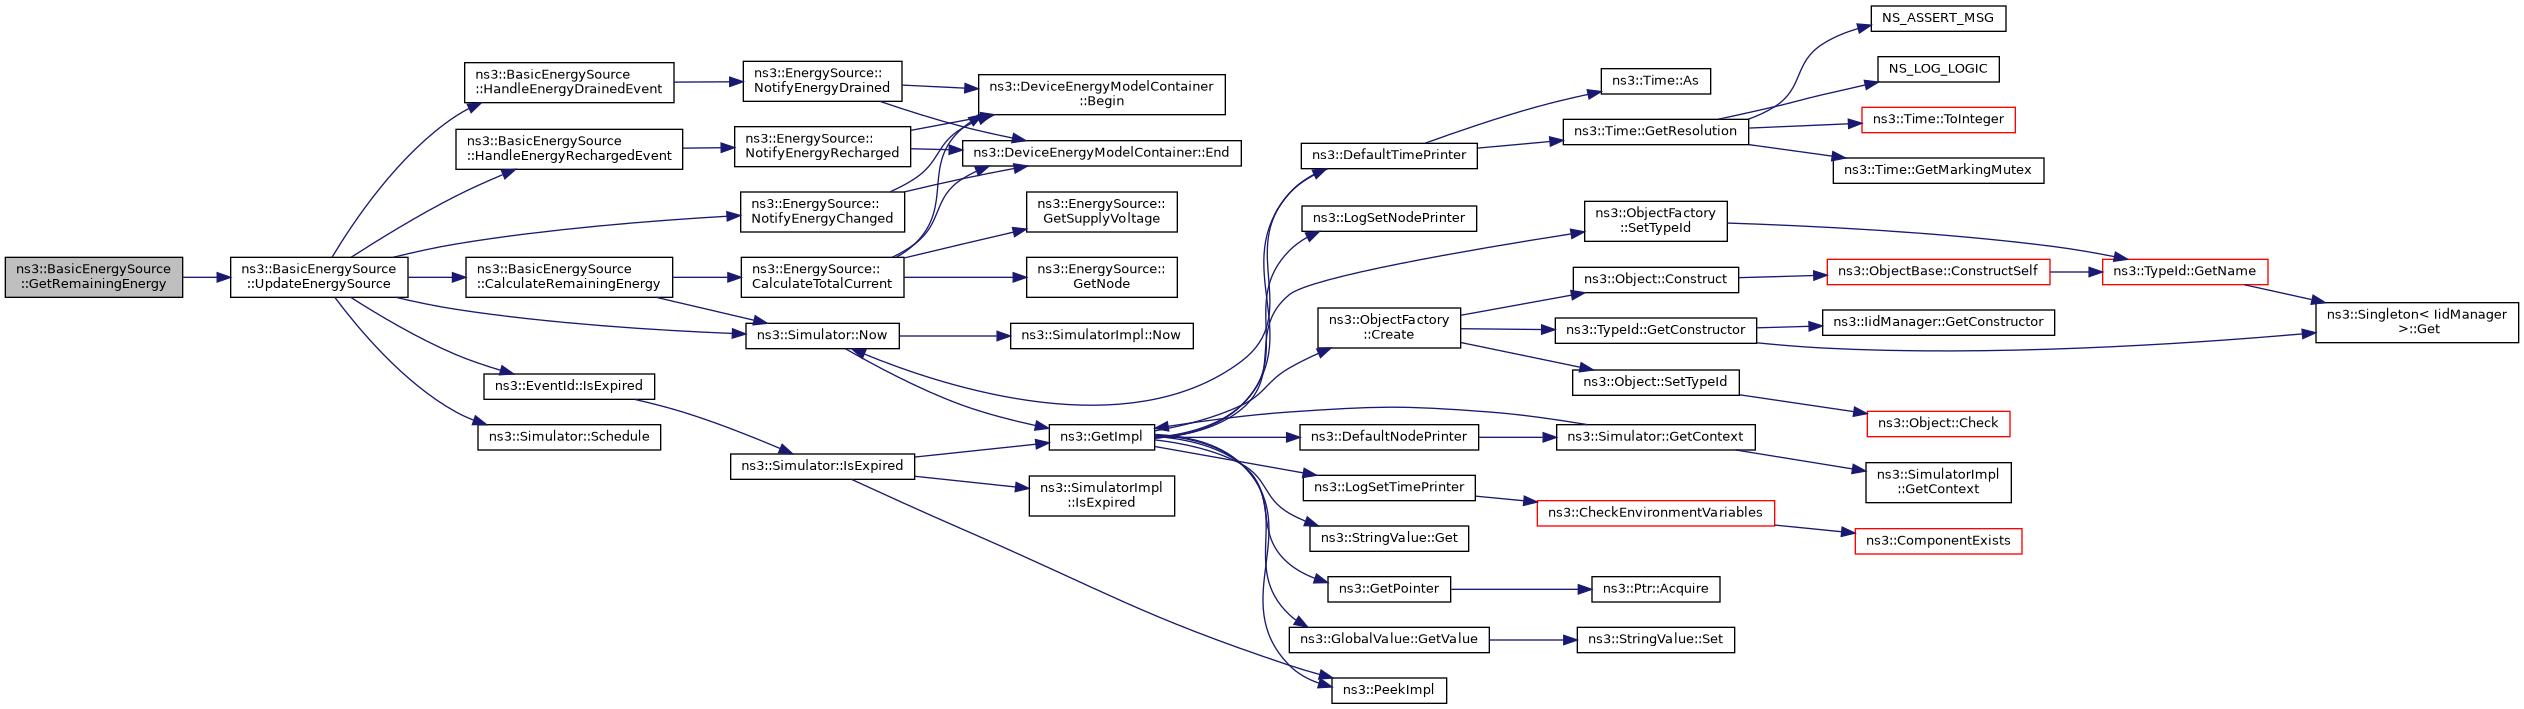 ns3::BasicEnergySource
::GetRemainingEnergy
ns3::BasicEnergySource
::UpdateEnergySource
ns3::BasicEnergySource
::HandleEnergyDrainedEvent
ns3::BasicEnergySource
::HandleEnergyRechargedEvent
ns3::BasicEnergySource
::CalculateRemainingEnergy
ns3::EventId::IsExpired
ns3::Simulator::Schedule
ns3::EnergySource::
NotifyEnergyDrained
ns3::EnergySource::
NotifyEnergyRecharged
ns3::EnergySource::
NotifyEnergyChanged
ns3::EnergySource::
CalculateTotalCurrent
ns3::Simulator::Now
ns3::Simulator::IsExpired
ns3::DeviceEnergyModelContainer
::Begin
ns3::DeviceEnergyModelContainer::End
ns3::EnergySource::
GetSupplyVoltage
ns3::EnergySource::
GetNode
ns3::SimulatorImpl::Now
ns3::GetImpl
ns3::SimulatorImpl
::IsExpired
ns3::DefaultTimePrinter
ns3::LogSetNodePrinter
ns3::ObjectFactory
::Create
ns3::DefaultNodePrinter
ns3::LogSetTimePrinter
ns3::StringValue::Get
ns3::GetPointer
ns3::GlobalValue::GetValue
ns3::PeekImpl
ns3::Time::As
ns3::Time::GetResolution
ns3::ObjectFactory
::SetTypeId
ns3::Object::Construct
ns3::TypeId::GetConstructor
ns3::Object::SetTypeId
ns3::Simulator::GetContext
ns3::CheckEnvironmentVariables
ns3::Ptr::Acquire
ns3::StringValue::Set
NS_ASSERT_MSG
NS_LOG_LOGIC
ns3::Time::ToInteger
ns3::Time::GetMarkingMutex
ns3::ObjectBase::ConstructSelf
ns3::IidManager::GetConstructor
ns3::Object::Check
ns3::SimulatorImpl
::GetContext
ns3::ComponentExists
ns3::TypeId::GetName
ns3::Singleton< IidManager
>::Get